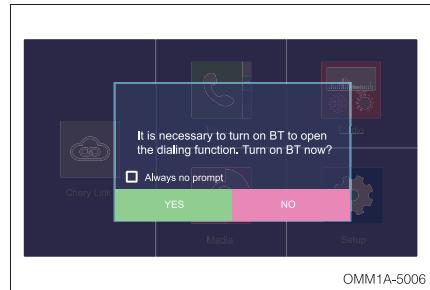 It is necessary to turn on BT to open
the dialing function. Turn on BT now?
Always no prompt
YES
NO
Chery Link
Media
Setup
OMM1A-5006